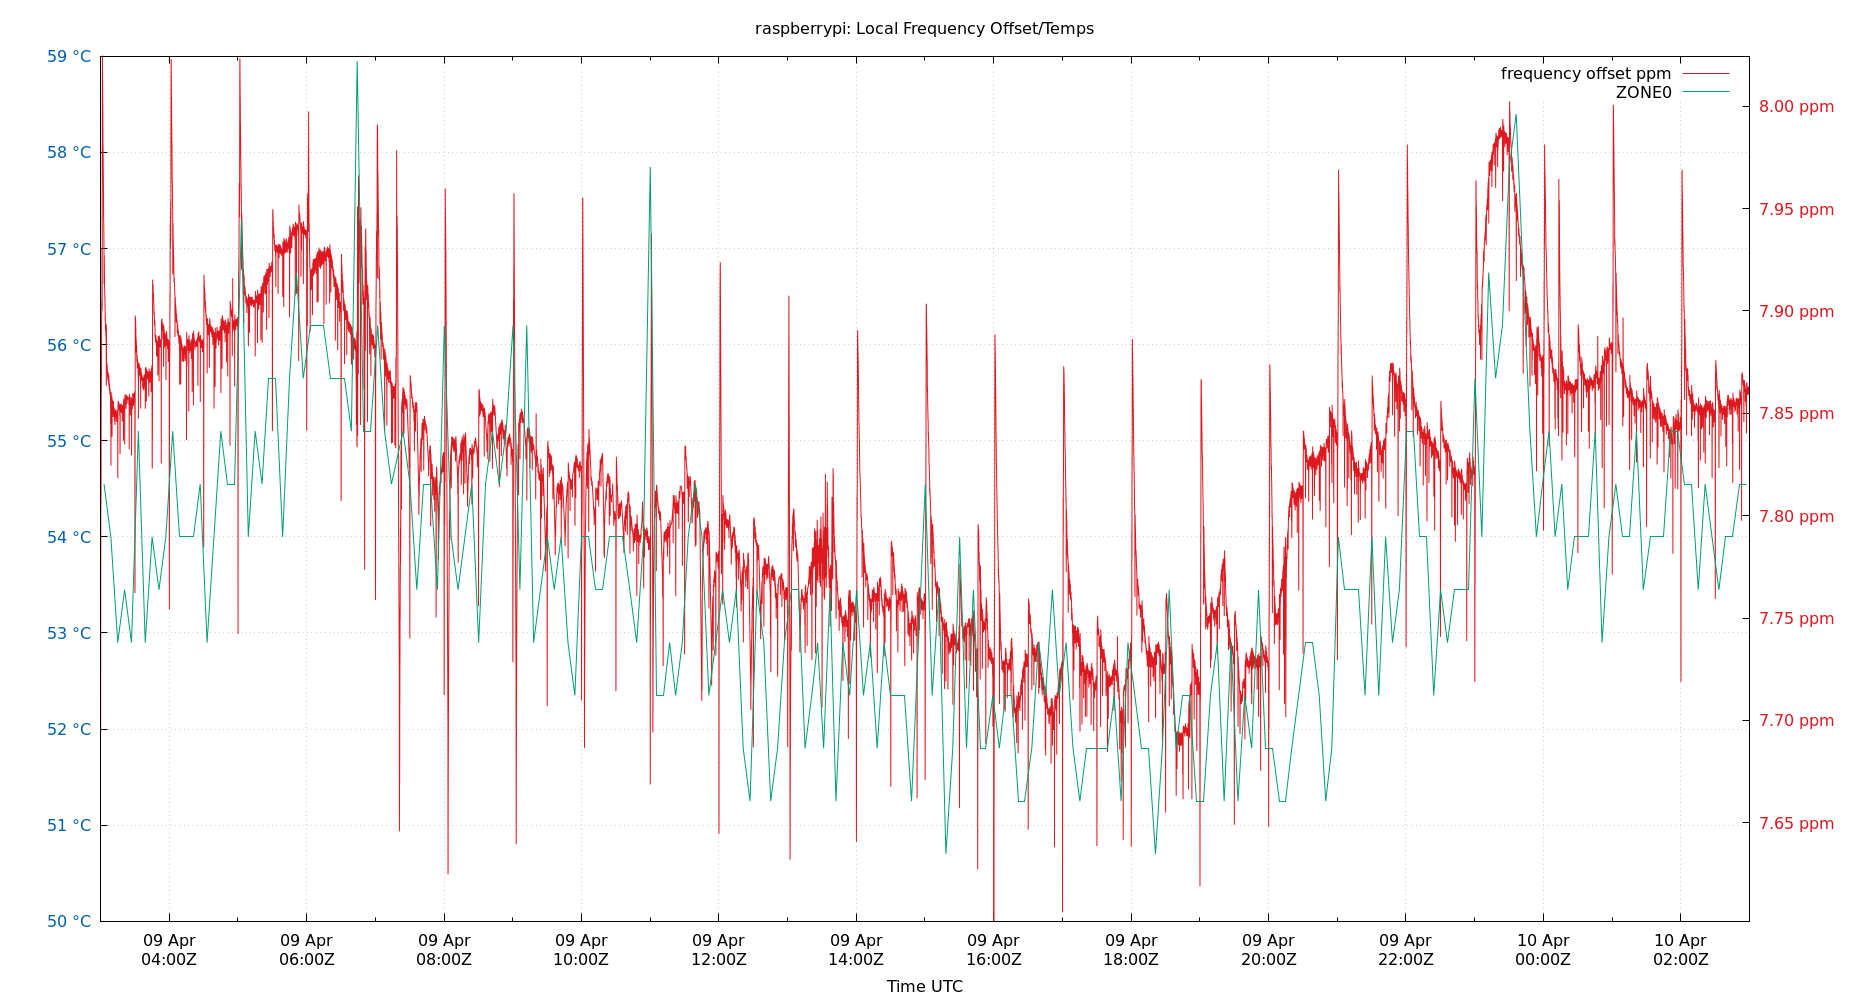 raspberrypi: Local Frequency Offset/Temps
frequency offset ppm
ZONE0
59 °C
58 °C
57 °C
56 °C
55 °C
54 °C
53 °C
52 °C
51 °C
50 °C
8.00 ppm
7.95 ppm
7.90 ppm
7.85 ppm
7.80 ppm
7.75 ppm
7.70 ppm
7.65 ppm
09 Apr
04:00Z
09 Apr
06:00Z
09 Apr
08:00Z
09 Apr
10:00Z
09 Apr
12:00Z
09 Apr
14:00Z
09 Apr
16:00Z
09 Apr
18:00Z
09 Apr
20:00Z
09 Apr
22:00Z
10 Apr
00:00Z
10 Apr
02:00Z
Time UTC